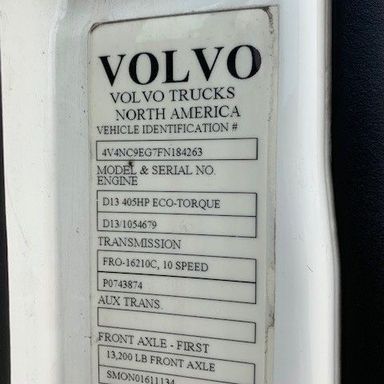 VOLVO
VOLVO TRUCKS
NORTH AMERICA
VEHICLE IDENTIFICATION #
4V4NC9EG7FN184263
MODEL & SERIAL NO.
ENGINE
D13 405HP ECO-TORQUE
D13/1054679
TRANSMISSION
FRO-16210C, 10 SPEED
P0743874
AUX TRANS.
FRONT AXLE - FIRST
13,200 LB FRONT AXLE
SMON01611134